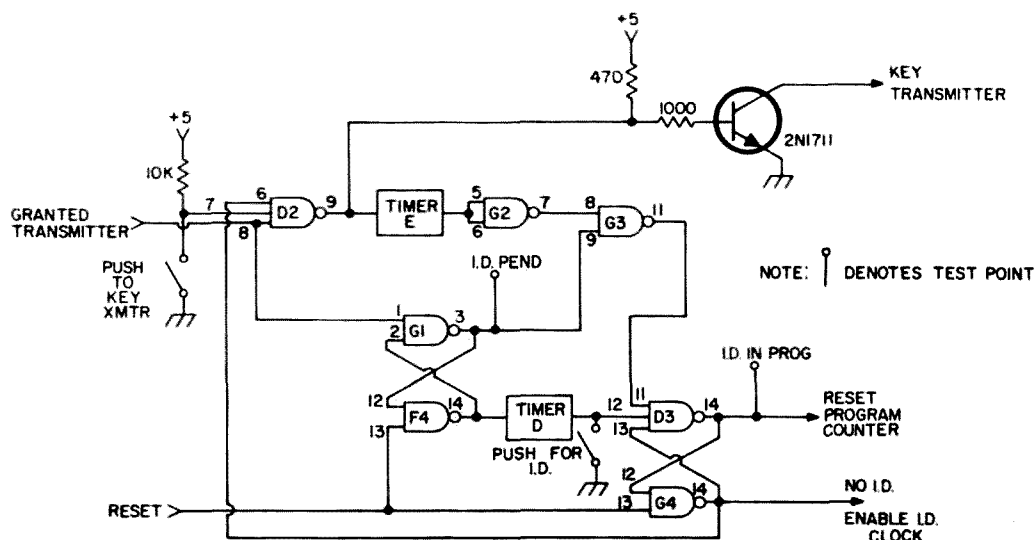 +5
470
1000
KEY
TRANSMITTER
2N1711
+5
10K
7
6
D2
9
TIMER
E
5
6
G2
7
8
9
G3
11
GRANTED
TRANSMITTER
8
I.D. PEND
NOTE: DENOTES TEST POINT
PUSH
TO
KEY
XMTR
1
2
G1
3
I.D. IN PROG
12
13
F4
14
TIMER
D
PUSH FOR
I.D.
11
12
13
D3
14
RESET
PROGRAM
COUNTER
12
13
G4
14
NO I.D.
ENABLE I.D.
CLOCK
RESET